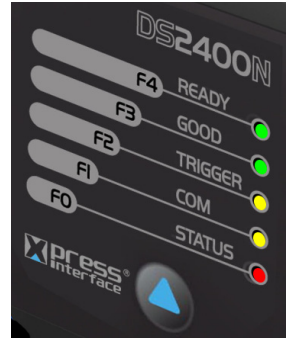 DS2400N
F4 READY
F3 GOOD
F2 TRIGGER
F1 COM
F0 STATUS
Xpress®
interface